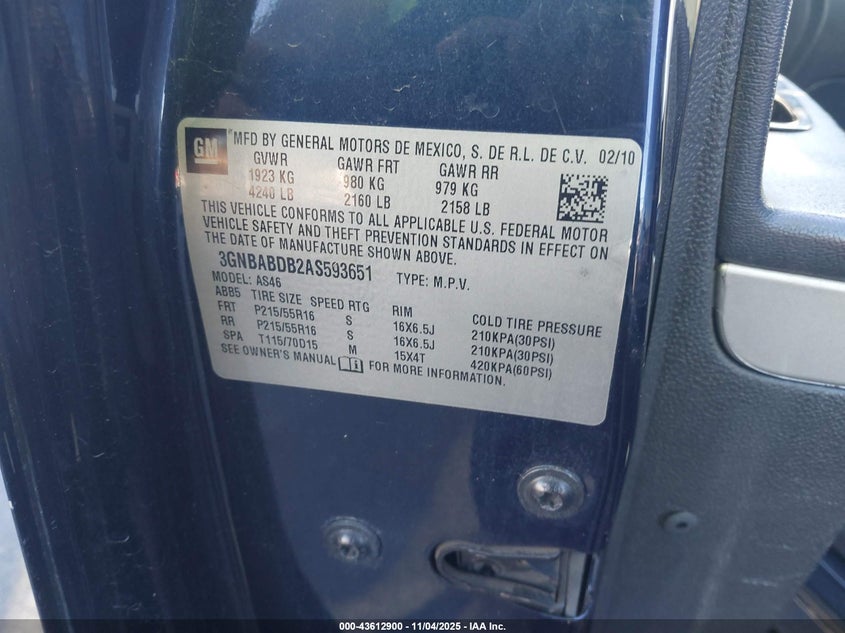 GM MFD BY GENERAL MOTORS DE MEXICO, S. DE R.L. DE C.V. 02/10
GVWR GAWR FRT GAWR RR
1923 KG 980 KG 979 KG
4240 LB 2160 LB 2158 LB
THIS VEHICLE CONFORMS TO ALL APPLICABLE U.S. FEDERAL MOTOR
VEHICLE SAFETY AND THEFT PREVENTION STANDARDS IN EFFECT ON
THE DATE OF MANUFACTURE SHOWN ABOVE.
3GNBABDB2AS593651 TYPE: M.P.V.
MODEL: AS46
ABB5 TIRE SIZE SPEED RTG RIM COLD TIRE PRESSURE
FRT P215/55R16 S 16X6.5J 210KPA(30PSI)
RR P215/55R16 S 16X6.5J 210KPA(30PSI)
SPA T115/70D15 M 15X4T 420KPA(60PSI)
SEE OWNER'S MANUAL FOR MORE INFORMATION.
000-43612900 - 11/04/2025 - IAA Inc.